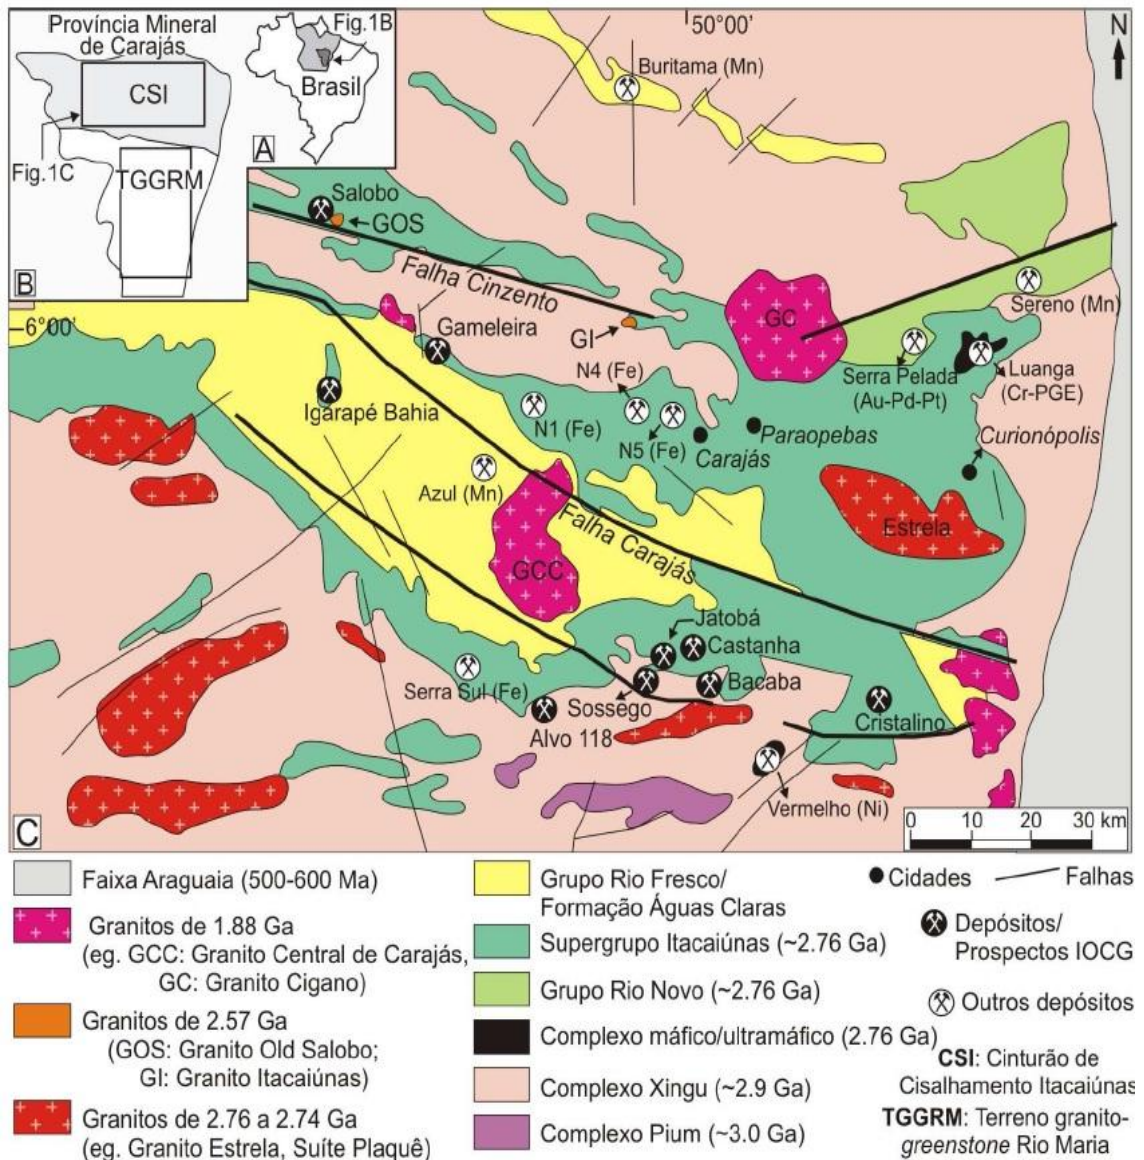 Província Mineral
de Carajás
CSI
Fig.1C
TGGRM
B
Fig.1B
Brasil
A
50°00'
N
Buritama (Mn)
Salobo
GOS
Falha Cinzento
6°00'
Gameleira
GI
GC
Sereno (Mn)
N4 (Fe)
Serra Pelada
(Au-Pd-Pt)
Luanga
(Cr-PGE)
Igarapé Bahia
N1 (Fe)
N5 (Fe)
Carajás
Paraopebas
Curionópolis
Azul (Mn)
Falha Carajás
Estrela
GCC
Jatobá
Castanha
Serra Sul (Fe)
Sossego
Bacaba
Alvo 118
Cristalino
Vermelho (Ni)
C
0 10 20 30 km
Faixa Araguaia (500-600 Ma)
Granitos de 1.88 Ga
(eg. GCC: Granito Central de Carajás,
GC: Granito Cigano)
Granitos de 2.57 Ga
(GOS: Granito Old Salobo;
GI: Granito Itacaiúnas)
Granitos de 2.76 a 2.74 Ga
(eg. Granito Estrela, Suíte Plaquê)
Grupo Rio Fresco/
Formação Águas Claras
Supergrupo Itacaiúnas (~2.76 Ga)
Grupo Rio Novo (~2.76 Ga)
Complexo máfico/ultramáfico (2.76 Ga)
Complexo Xingu (~2.9 Ga)
Complexo Pium (~3.0 Ga)
Cidades
Falhas
Depósitos/
Prospectos IOCG
Outros depósitos
CSI: Cinturão de
Cisalhamento Itacaiúnas
TGGRM: Terreno granito-
greenstone Rio Maria